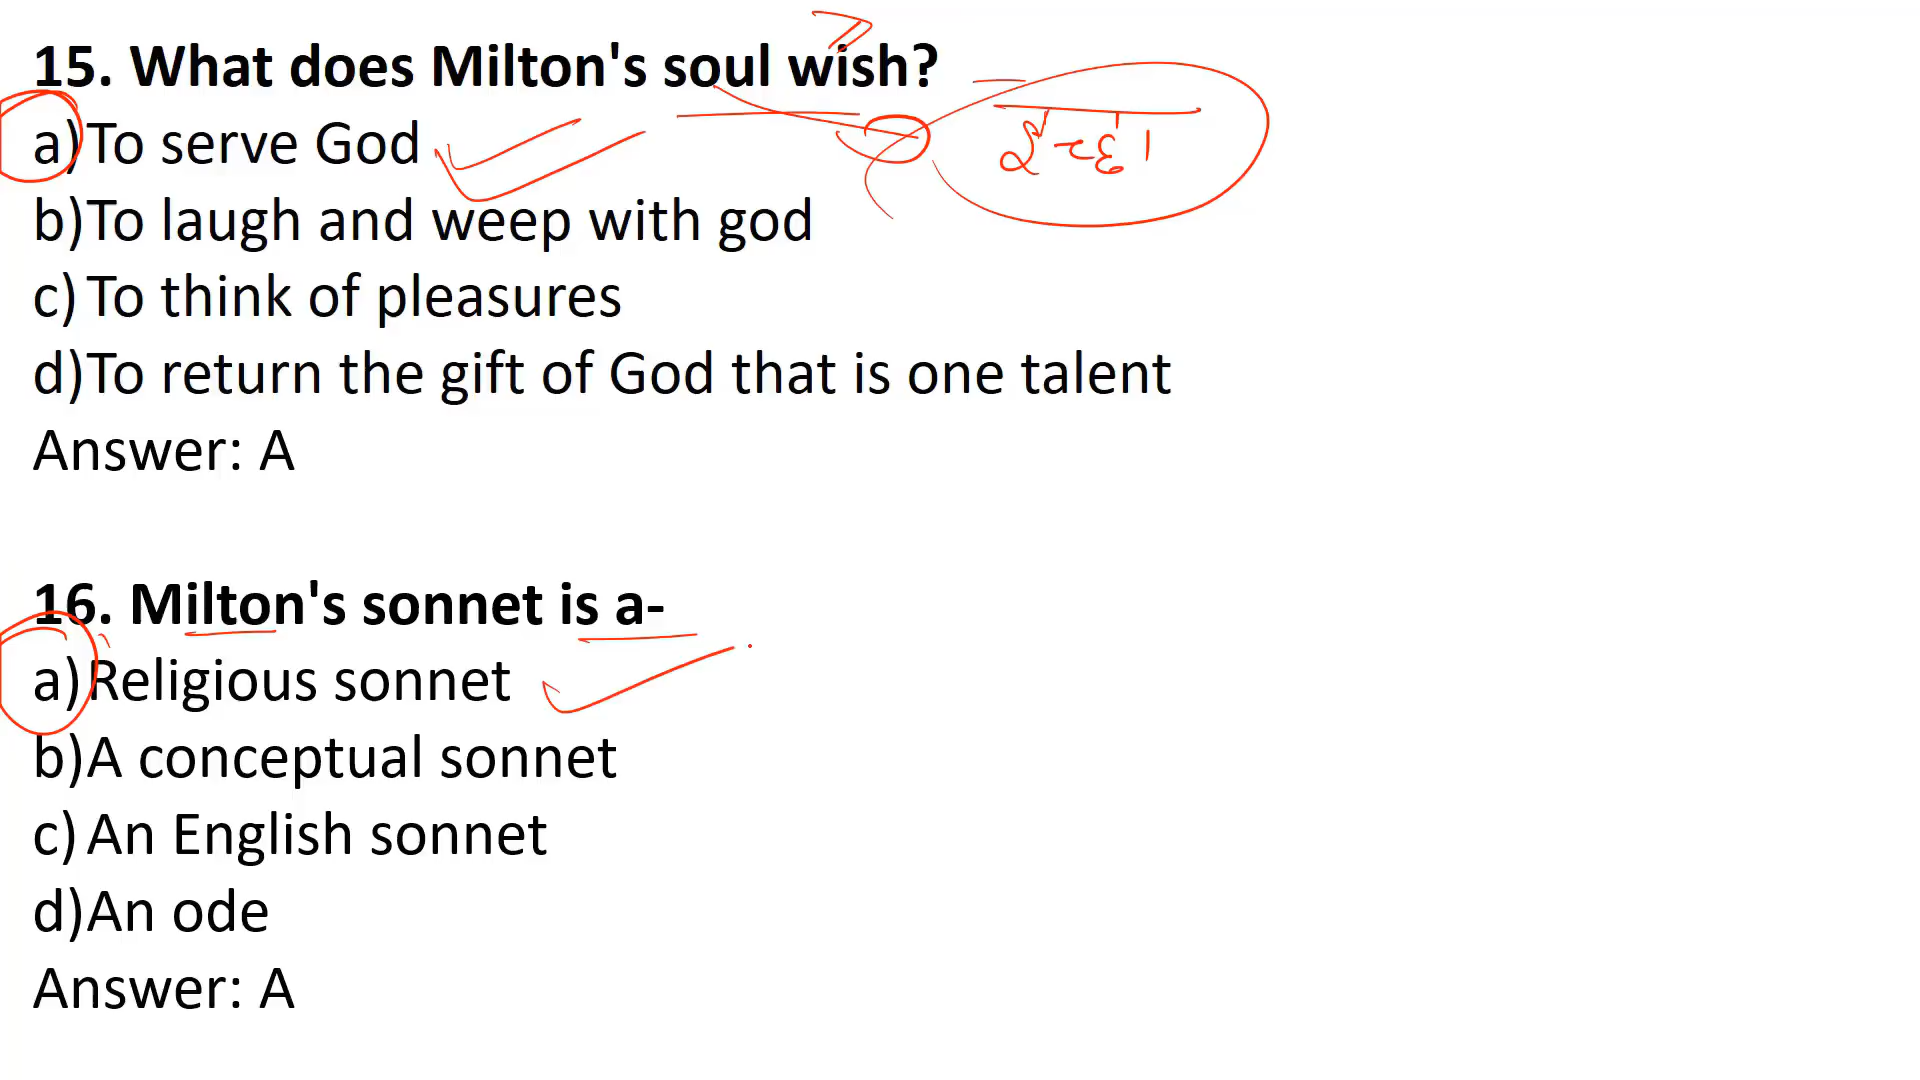 15. What does Milton's soul wish?
a) To serve God
b) To laugh and weep with god
c) To think of pleasures
d) To return the gift of God that is one talent
Answer: A
16. Milton's sonnet is a-
a) Religious sonnet
b) A conceptual sonnet
c) An English sonnet
d) An ode
Answer: A